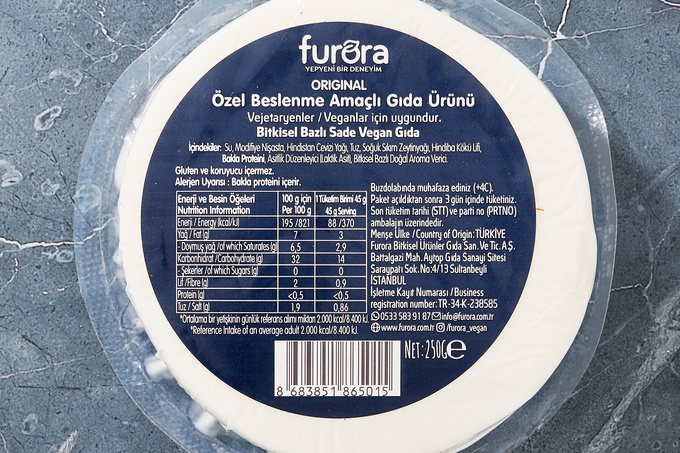 furora
YEPYENİ BİR DENEYİM
ORIGINAL
Özel Beslenme Amaçlı Gıda Ürünü
Vejetaryenler / Veganlar için uygundur.
Bitkisel Bazlı Sade Vegan Gıda
İçindekiler: Su, Modifiye Nişasta, Hindistan Cevizi Yağı, Tuz, Soğuk Sıkım Zeytinyağı, Hindiba Kökü Lifi,
Bakla Proteini, Asitlik Düzenleyici (Laktik Asit), Bitkisel Bazlı Doğal Aroma Verici.
Gluten ve koruyucu içermez.
Alerjen Uyarısı : Bakla proteini içerir.
Enerji ve Besin Öğeleri 100 g için 1 Tüketim Birimi 45 g
Nutrition Information Per 100 g 45 g Serving
Enerji / Energy (kcal/kJ) 195 /821 88 /370
Yağ / Fat (g) 7 3
- Doymuş yağ /of which Saturates (g) 6,5 2,9
Karbonhidrat /Carbohydrate (g) 32 14
- Şekerler /of which Sugars (g) 0 0
Lif /Fibre (g) 2 0,9
Protein (g) <0,5 <0,5
Tuz / Salt (g) 1,9 0,86
*Ortalama bir yetişkinin günlük referans alımı miktarı 2.000 kcal/8.400 kJ.
*Reference Intake of an average adult 2.000 kcal/8.400 kJ.
Buzdolabında muhafaza ediniz (+4C).
Paket açıldıktan sonra 3 gün içinde tüketiniz.
Son tüketim tarihi (STT) ve parti no (PRTNO)
ambalajın üzerindedir.
Menşe Ülke / Country of Origin: TÜRKİYE
Furora Bitkisel Ürünler Gıda San. Ve Tic. A.Ş.
Battalgazi Mah. Aytop Gıda Sanayi Sitesi
Saraypatı Sok. No:4/13 Sultanbeyli
İSTANBUL
İşletme Kayıt Numarası / Business
registration number: TR-34-K-238585
0533 583 91 87 info@furora.com.tr
www.furora.com.tr /furora_vegan
NET:250G e
8 683851 865015